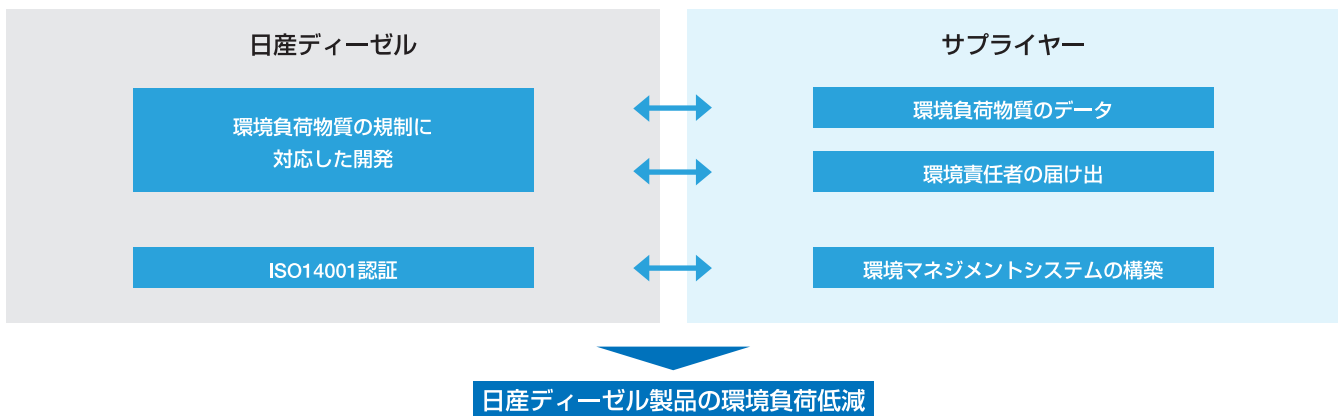 日産ディーゼル
環境負荷物質の規制に
対応した開発
ISO14001認証
サプライヤー
環境負荷物質のデータ
環境責任者の届け出
環境マネジメントシステムの構築
日産ディーゼル製品の環境負荷低減